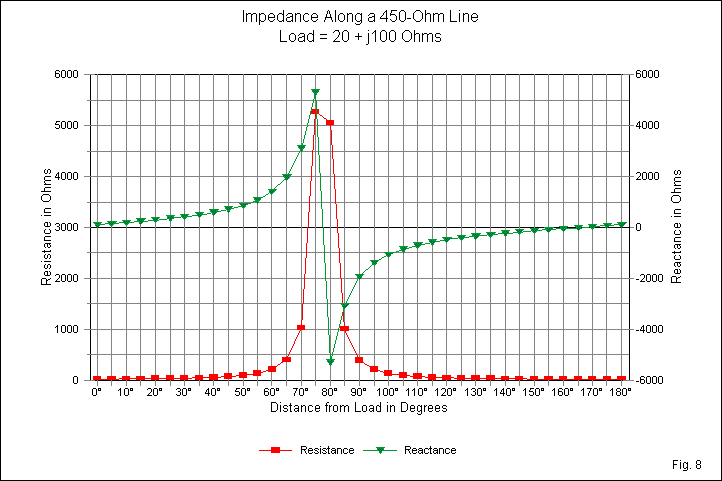 Impedance Along a 450-Ohm Line
Load = 20 + j100 Ohms
6000 6000
5000 4000
4000 2000
3000 0
2000 -2000
1000 -4000
0 -6000
Resistance in Ohms
Reactance in Ohms
0° 10° 20° 30° 40° 50° 60° 70° 80° 90° 100° 110° 120° 130° 140° 150° 160° 170° 180°
Distance from Load in Degrees
Resistance Reactance
Fig. 8